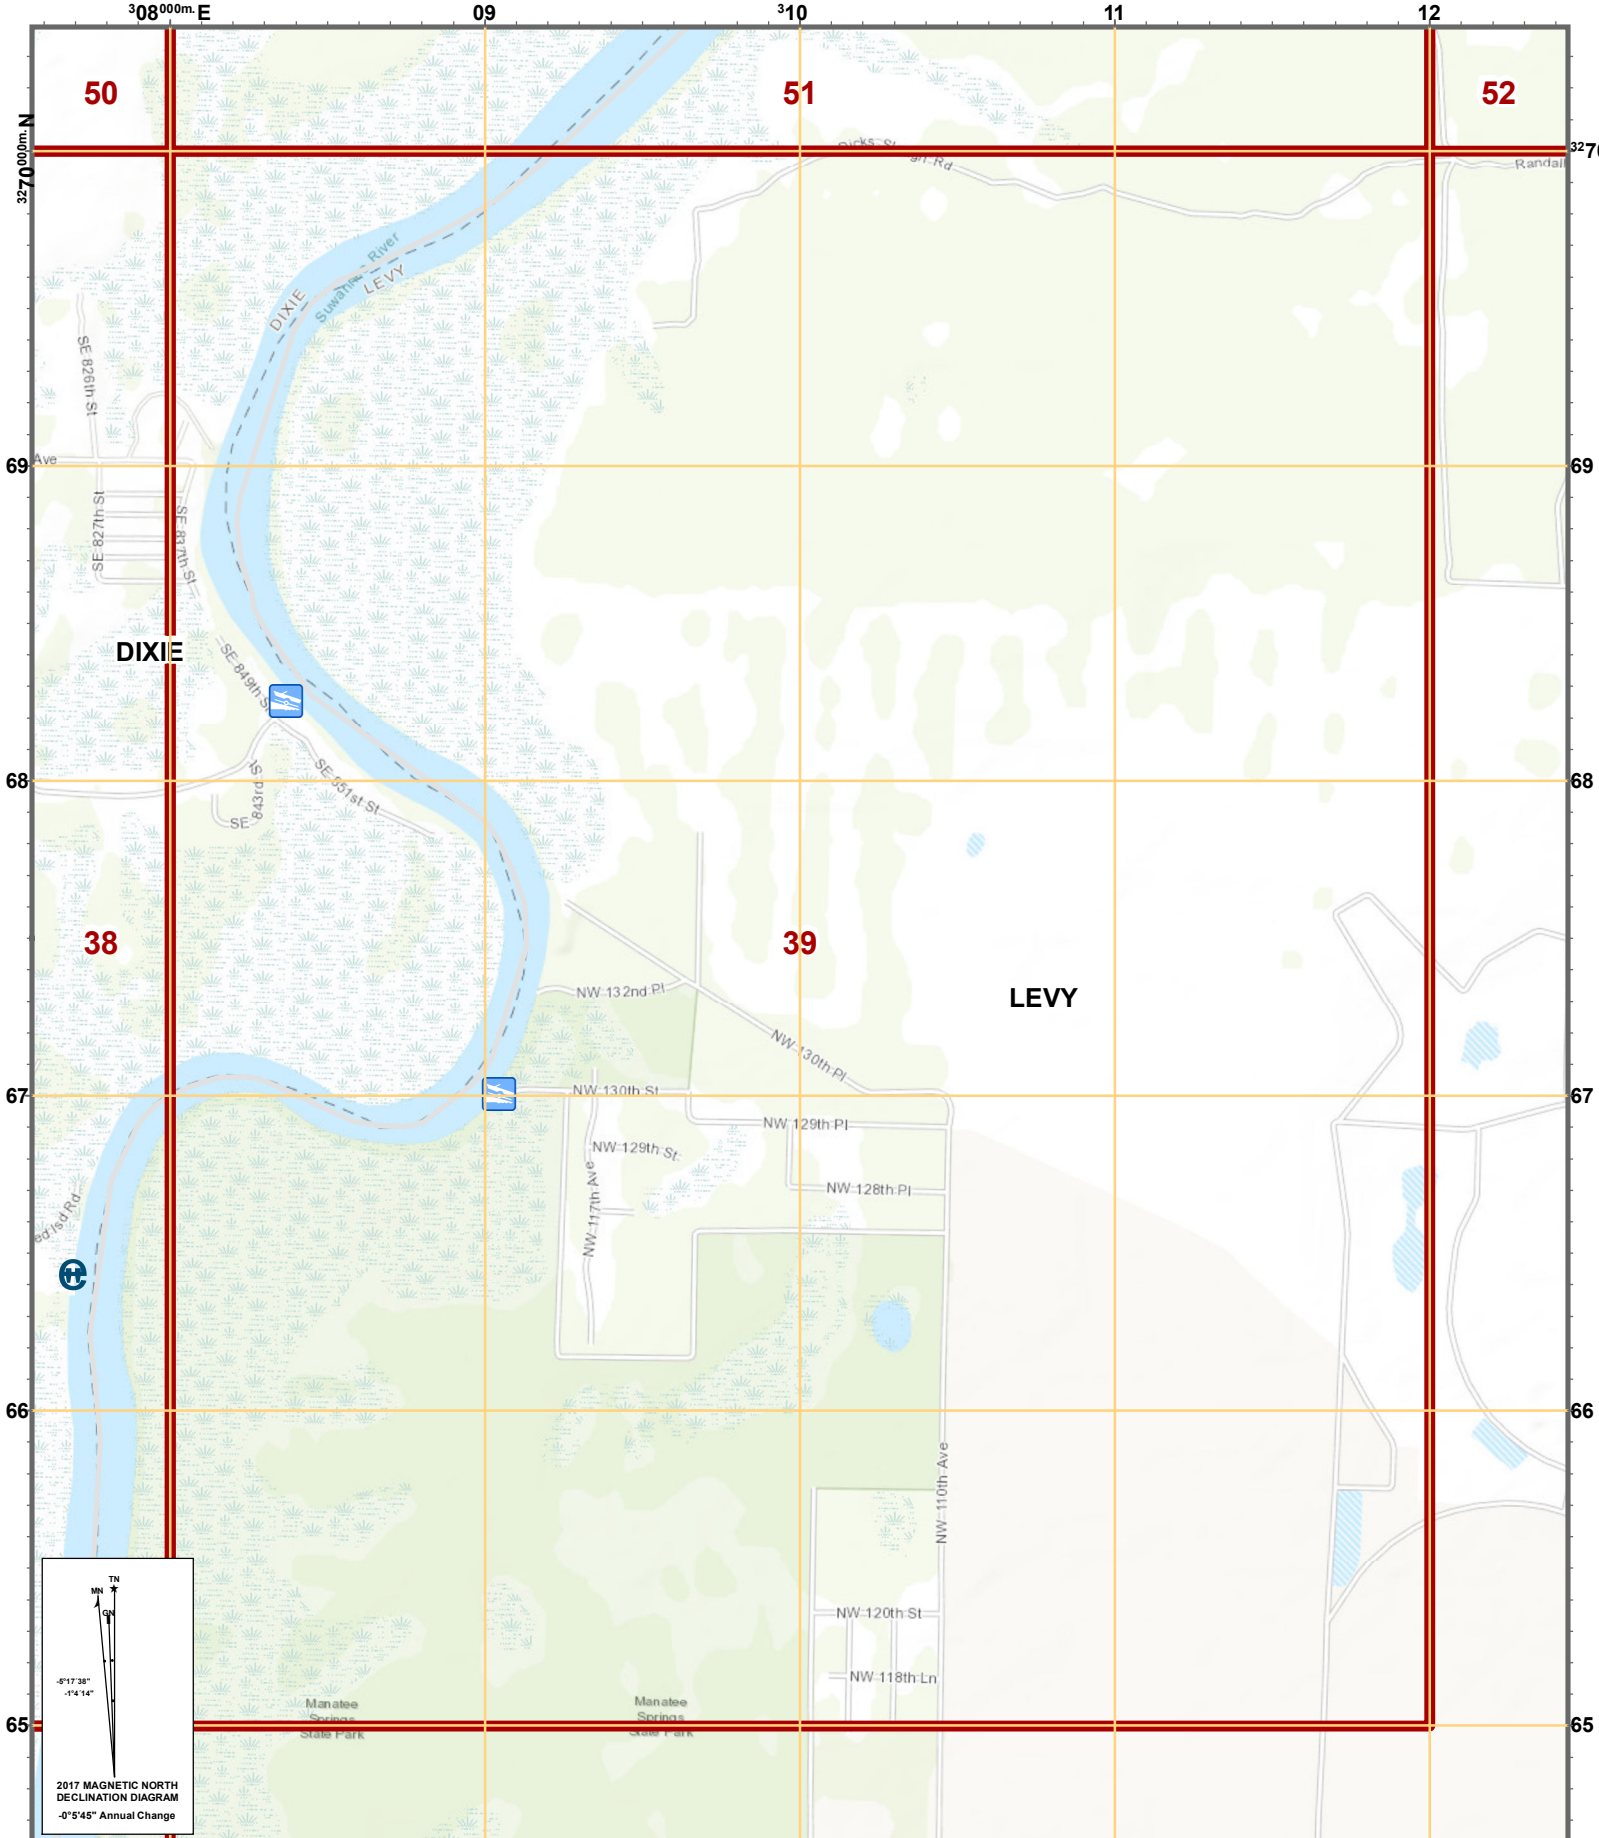 308000m. E
09
310
11
12
50
51
52
3270000m. N
Rd
Randall
Suwannee River
DIXIE
LEVY
SE 826th St
Ave
69
69
SE 827th St
SE 837th St
DIXIE
SE 849th St
68
68
SE 851st St
SE 843rd St
38
39
LEVY
NW 132nd Pl
NW 130th Pl
67
NW 130th St
67
NW 129th Pl
NW 129th St
NW 117th Ave
NW 128th Pl
ed Isd Rd
66
66
NW 110th Ave
NW 120th St
NW 118th Ln
Manatee
Springs
State Park
Manatee
Springs
State Park
65
65
TN
MN
GN
-5°17'38"
-1°4'14"
2017 MAGNETIC NORTH
DECLINATION DIAGRAM
-0°5'45" Annual Change